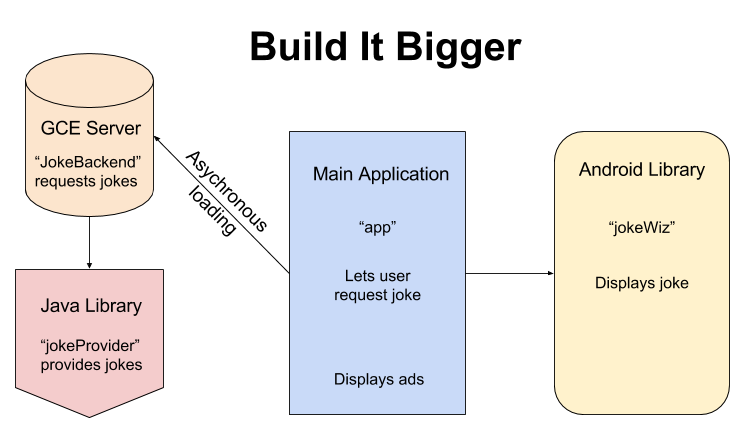 Build It Bigger
GCE Server
“JokeBackend”
requests jokes
Asychronous
loading
Java Library
“jokeProvider”
provides jokes
Main Application
“app”
Lets user
request joke
Displays ads
Android Library
“jokeWiz”
Displays joke